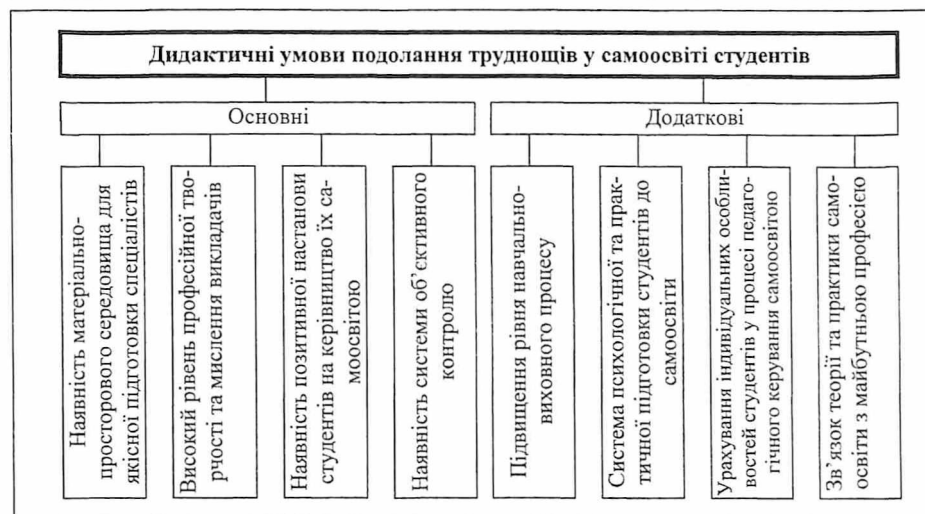 Дидактичні умови подолання труднощів у самоосвіті студентів
Основні
Додаткові
Наявність матеріально-
просторового середовища для
якісної підготовки спеціалістів
Високий рівень професійної тво-
рчості та мислення викладачів
Наявність позитивної настанови
студентів на керівництво їх са-
моосвітою
Наявність системи об’єктивного
контролю
Підвищення рівня навчально-
виховного процесу
Система психологічної та прак-
тичної підготовки студентів до
самоосвіти
Урахування індивідуальних особли-
востей студентів у процесі педаго-
гічного керування самоосвітою
Зв’язок теорії та практики само-
освіти з майбутньою професією